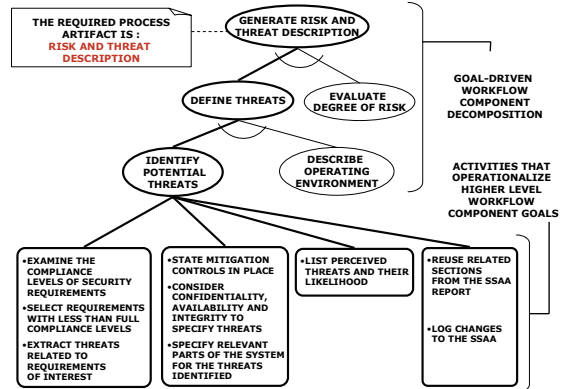 THE REQUIRED PROCESS
ARTIFACT IS :
RISK AND THREAT
DESCRIPTION
GENERATE RISK AND
THREAT DESCRIPTION
DEFINE THREATS
EVALUATE
DEGREE OF RISK
GOAL-DRIVEN
WORKFLOW
COMPONENT
DECOMPOSITION
IDENTIFY
POTENTIAL
THREATS
DESCRIBE
OPERATING
ENVIRONMENT
ACTIVITIES THAT
OPERATIONALIZE
HIGHER LEVEL
WORKFLOW
COMPONENT GOALS
•EXAMINE THE
COMPLIANCE
LEVELS OF SECURITY
REQUIREMENTS
•SELECT REQUIREMENTS
WITH LESS THAN FULL
COMPLIANCE LEVELS
•EXTRACT THREATS
RELATED TO
REQUIREMENTS
OF INTEREST
•STATE MITIGATION
CONTROLS IN PLACE
•CONSIDER
CONFIDENTIALITY,
AVAILABILITY AND
INTEGRITY TO
SPECIFY THREATS
•SPECIFY RELEVANT
PARTS OF THE SYSTEM
FOR THE THREATS
IDENTIFIED
•LIST PERCEIVED
THREATS AND THEIR
LIKELIHOOD
•REUSE RELATED
SECTIONS
FROM THE SSAA
REPORT
•LOG CHANGES
TO THE SSAA